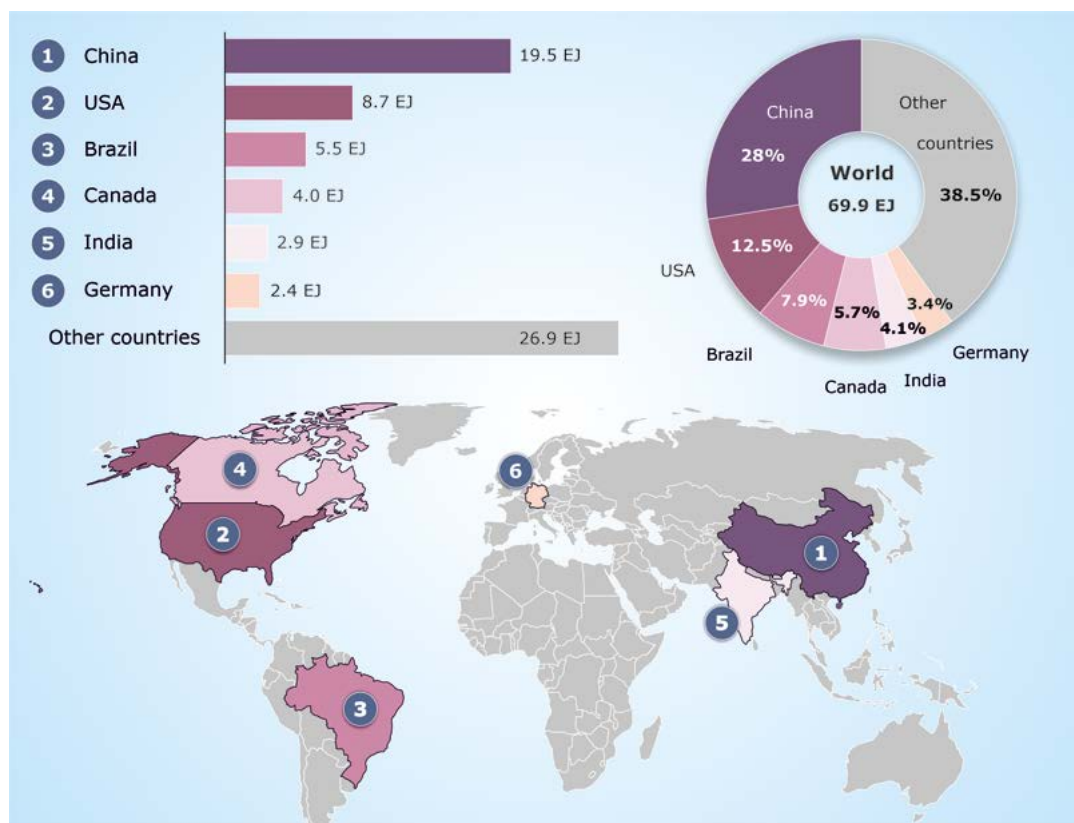 1 China 19.5 EJ
2 USA 8.7 EJ
3 Brazil 5.5 EJ
4 Canada 4.0 EJ
5 India 2.9 EJ
6 Germany 2.4 EJ
Other countries 26.9 EJ
China
28%
Other
countries
38.5%
World
69.9 EJ
12.5%
USA
7.9%
5.7%
4.1%
3.4%
Brazil
Canada
India
Germany
4
6
2
1
5
3